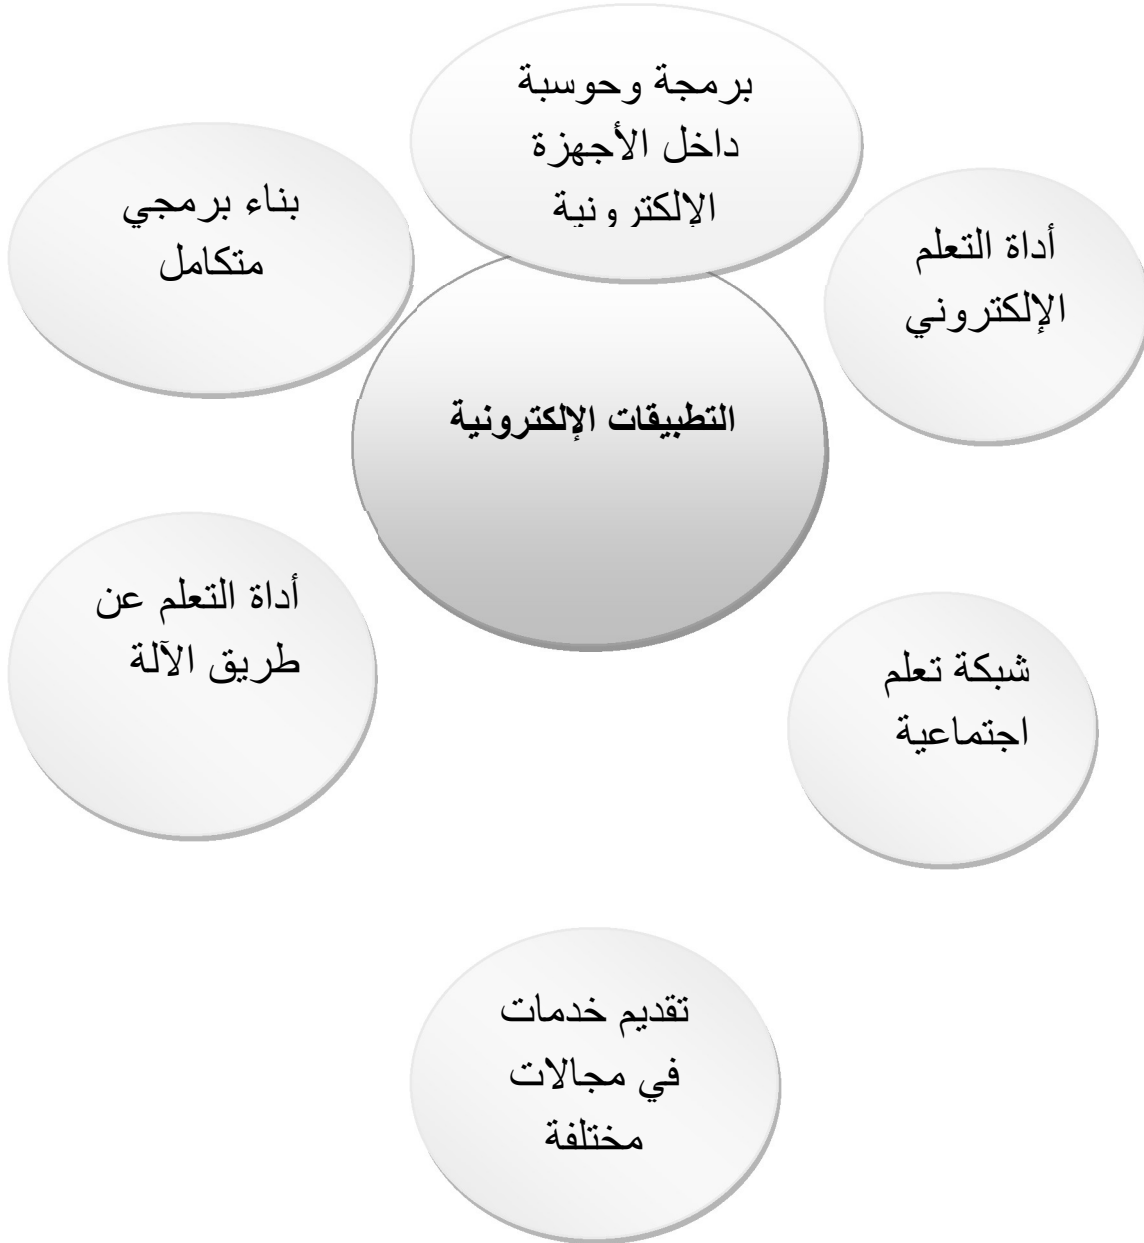 برمجة وحوسبة
داخل الأجهزة
الإلكترونية
أداة التعلم
الإلكتروني
بناء برمجي
متكامل
التطبيقات الإلكترونية
أداة التعلم عن
طريق الآلة
شبكة تعلم
اجتماعية
تقديم خدمات
في مجالات
مختلفة